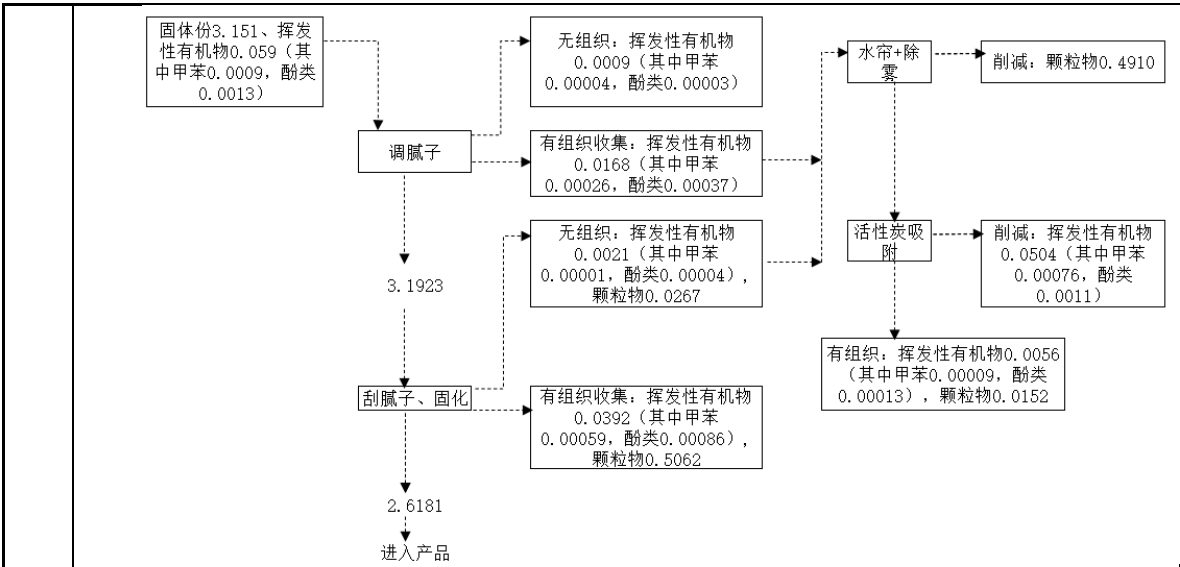 固体份3.151、挥发
性有机物0.059（其
中甲苯0.0009，酚类
0.0013）
无组织：挥发性有机物
0.0009（其中甲苯
0.00004，酚类0.00003）
水帘+除
雾
削减：颗粒物0.4910
调腻子
有组织收集：挥发性有机物
0.0168（其中甲苯
0.00026，酚类0.00037）
3.1923
无组织：挥发性有机物
0.0021（其中甲苯
0.00001，酚类0.00004），
颗粒物0.0267
活性炭吸
附
削减：挥发性有机物
0.0504（其中甲苯
0.00076，酚类
0.0011）
有组织：挥发性有机物0.0056
（其中甲苯0.00009，酚类
0.00013），颗粒物0.0152
刮腻子、固化
有组织收集：挥发性有机物
0.0392（其中甲苯
0.00059，酚类0.00086），
颗粒物0.5062
2.6181
进入产品